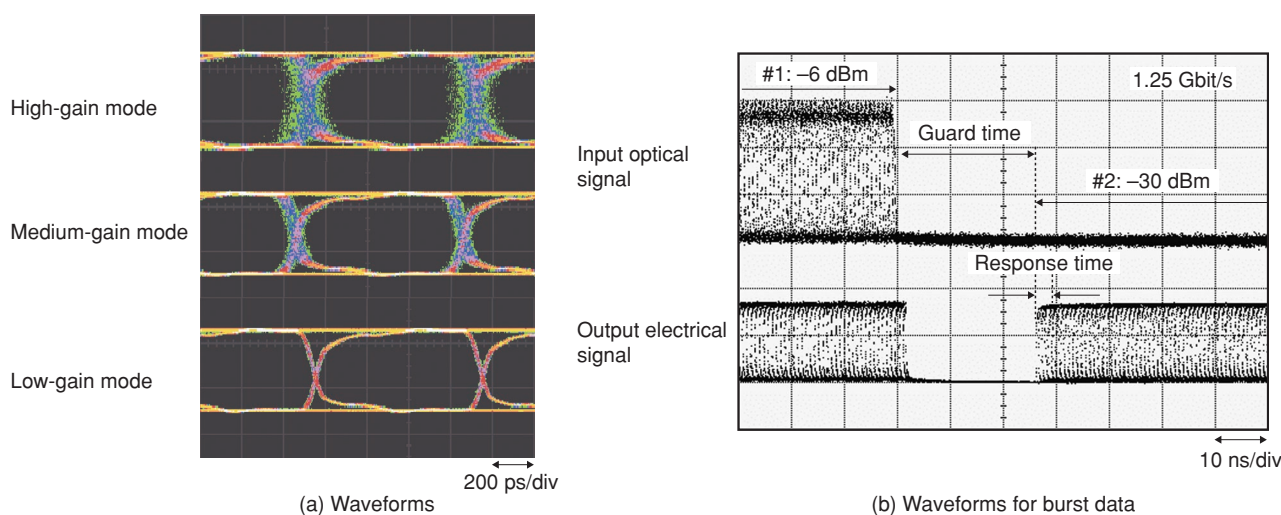 High-gain mode
Medium-gain mode
Low-gain mode
200 ps/div
(a) Waveforms
Input optical
signal
Output electrical
signal
#1: –6 dBm
1.25 Gbit/s
Guard time
#2: –30 dBm
Response time
10 ns/div
(b) Waveforms for burst data